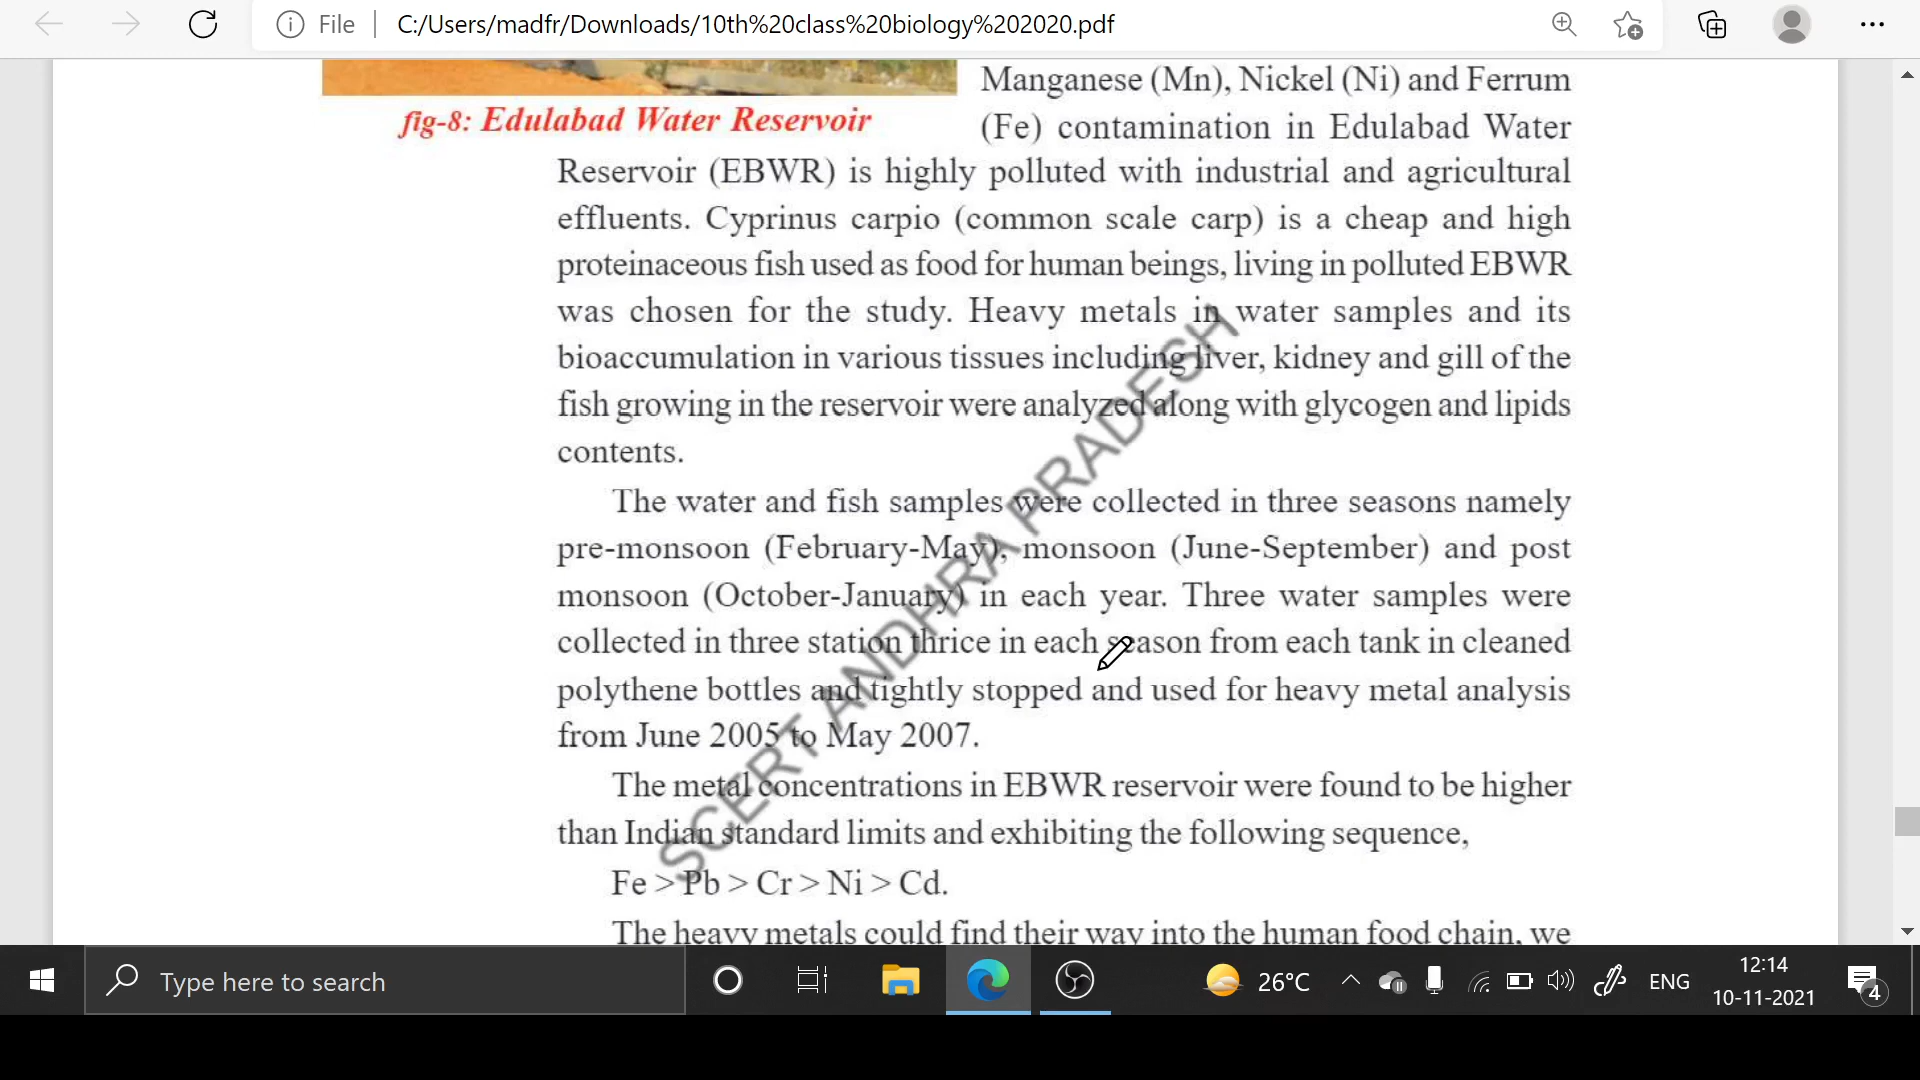 File
C:/Users/madfr/Downloads/10th%20class%20biology%202020.pdf
Manganese (Mn), Nickel (Ni) and Ferrum
fig-8: Edulabad Water Reservoir
(Fe) contamination in Edulabad Water
Reservoir (EBWR) is highly polluted with industrial and agricultural
effluents. Cyprinus carpio (common scale carp) is a cheap and high
proteinaceous fish used as food for human beings, living in polluted EBWR
was chosen for the study. Heavy metals in water samples and its
bioaccumulation in various tissues including liver, kidney and gill of the
fish growing in the reservoir were analyzed along with glycogen and lipids
contents.
The water and fish samples were collected in three seasons namely
pre-monsoon (February-May), monsoon (June-September) and post
monsoon (October-January) in each year. Three water samples were
collected in three station thrice in each season from each tank in cleaned
polythene bottles and tightly stopped and used for heavy metal analysis
from June 2005 to May 2007.
The metal concentrations in EBWR reservoir were found to be higher
than Indian standard limits and exhibiting the following sequence,
Fe > Pb > Cr > Ni > Cd.
The heavy metals could find their way into the human food chain, we
SCERT ANDHRA PRADESH
Type here to search
26°C
ENG
12:14
10-11-2021
4